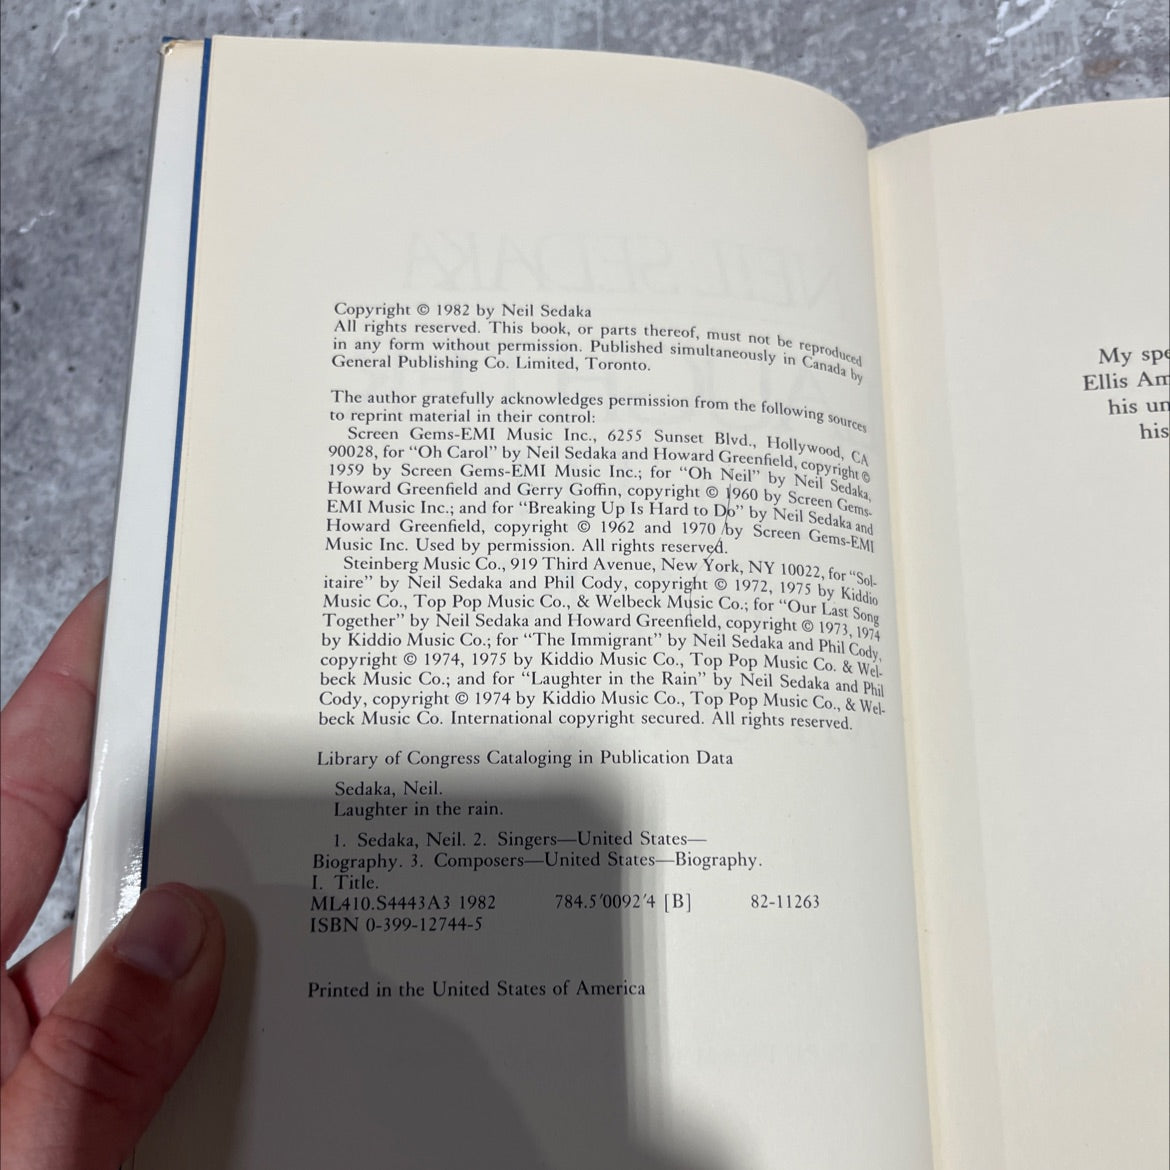 Copyright © 1982 by Neil Sedaka
All rights reserved. This book, or parts thereof, must not be reproduced
in any form without permission. Published simultaneously in Canada by
General Publishing Co. Limited, Toronto.
The author gratefully acknowledges permission from the following sources
to reprint material in their control:
Screen Gems-EMI Music Inc., 6255 Sunset Blvd., Hollywood, CA
90028, for “Oh Carol” by Neil Sedaka and Howard Greenfield, copyright ©
1959 by Screen Gems-EMI Music Inc.; for “Oh Neil” by Neil Sedaka,
Howard Greenfield and Gerry Goffin, copyright © 1960 by Screen Gems-
EMI Music Inc.; and for “Breaking Up Is Hard to Do” by Neil Sedaka and
Howard Greenfield, copyright © 1962 and 1970 by Screen Gems-EMI
Music Inc. Used by permission. All rights reserved.
Steinberg Music Co., 919 Third Avenue, New York, NY 10022, for “Sol-
itaire” by Neil Sedaka and Phil Cody, copyright © 1972, 1975 by Kiddio
Music Co., Top Pop Music Co., & Welbeck Music Co.; for “Our Last Song
Together” by Neil Sedaka and Howard Greenfield, copyright © 1973, 1974
by Kiddio Music Co.; for “The Immigrant” by Neil Sedaka and Phil Cody,
copyright © 1974, 1975 by Kiddio Music Co., Top Pop Music Co. & Wel-
beck Music Co.; and for “Laughter in the Rain” by Neil Sedaka and Phil
Cody, copyright © 1974 by Kiddio Music Co., Top Pop Music Co., & Wel-
beck Music Co. International copyright secured. All rights reserved.
Library of Congress Cataloging in Publication Data
Sedaka, Neil.
Laughter in the rain.
1. Sedaka, Neil. 2. Singers—United States—
Biography. 3. Composers—United States—Biography.
I. Title.
ML410.S4443A3 1982 784.5′0092′4 [B] 82-11263
ISBN 0-399-12744-5
Printed in the United States of America
My
Ellis
his
his